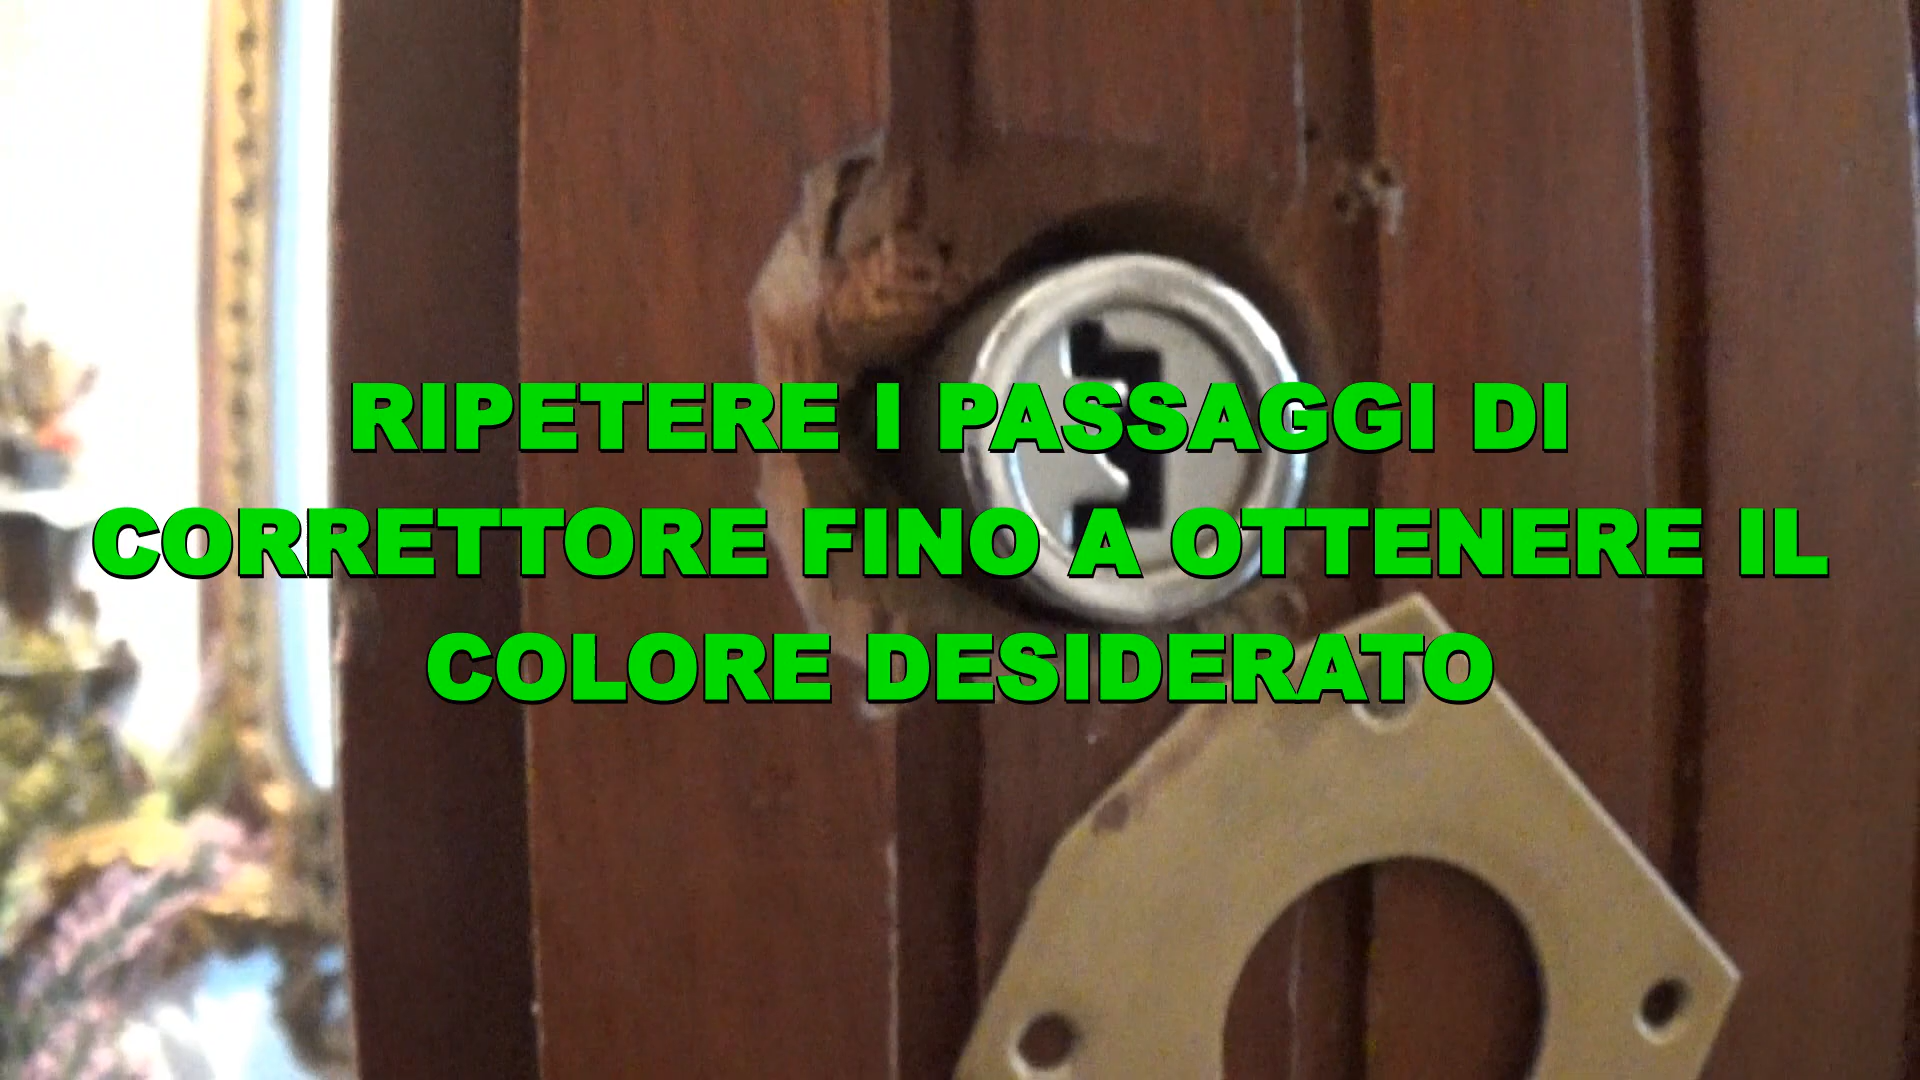 RIPETERE I PASSAGGI DI
CORRETTORE FINO A OTTENERE IL
COLORE DESIDERATO